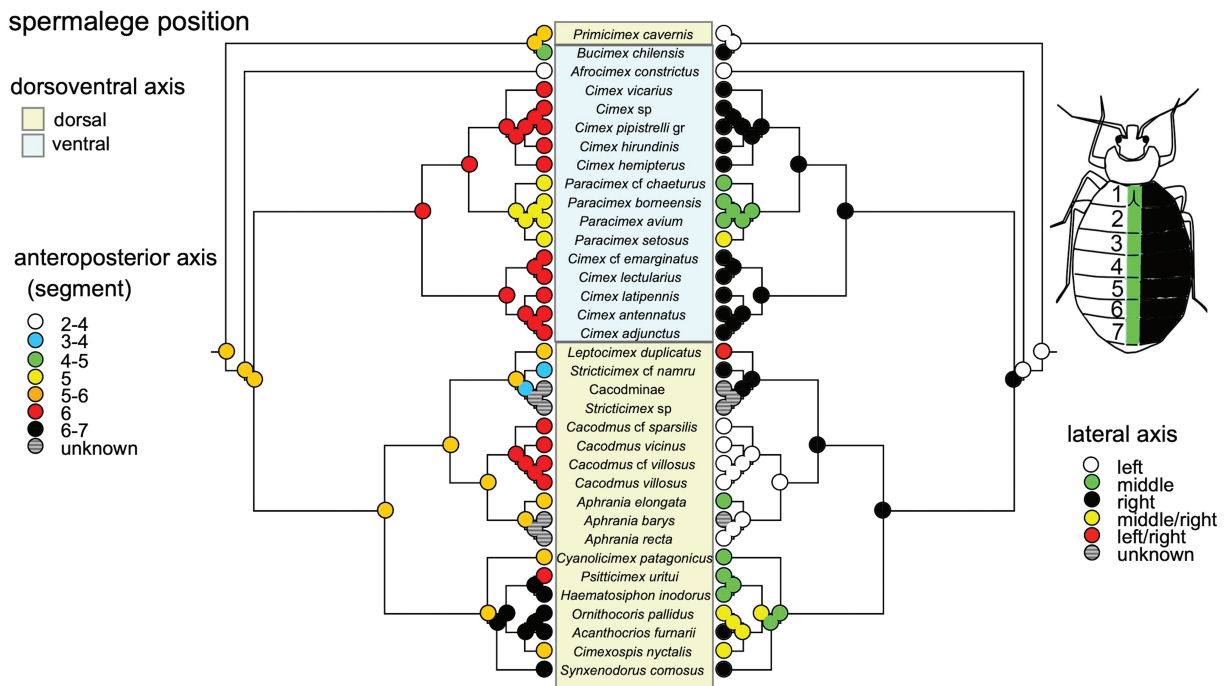 spermalege position
dorsoventral axis
dorsal
ventral
anteroposterior axis
(segment)
2-4
3-4
4-5
5
5-6
6
6-7
unknown
Primicimex cavernis
Bucimex chilensis
Afrocimex constrictus
Cimex vicarius
Cimex sp
Cimex pipistrelli gr
Cimex hirundinis
Cimex hemipterus
Paracimex cf chaeturus
Paracimex borneensis
Paracimex avium
Paracimex setosus
Cimex cf emarginatus
Cimex lectularius
Cimex latipennis
Cimex antennatus
Cimex adjunctus
Leptocimex duplicatus
Stricticimex cf namru
Cacodminae
Stricticimex sp
Cacodmus cf sparsilis
Cacodmus vicinus
Cacodmus cf villosus
Cacodmus villosus
Aphrania elongata
Aphrania barys
Aphrania recta
Cyanolicimex patagonicus
Psitticimex uritui
Haematosiphon inodorus
Ornithocoris pallidus
Acanthocrios furnarii
Cimexospis nyctalis
Synxenodorus comosus
1
2
3
4
5
6
7
lateral axis
left
middle
right
middle/right
left/right
unknown